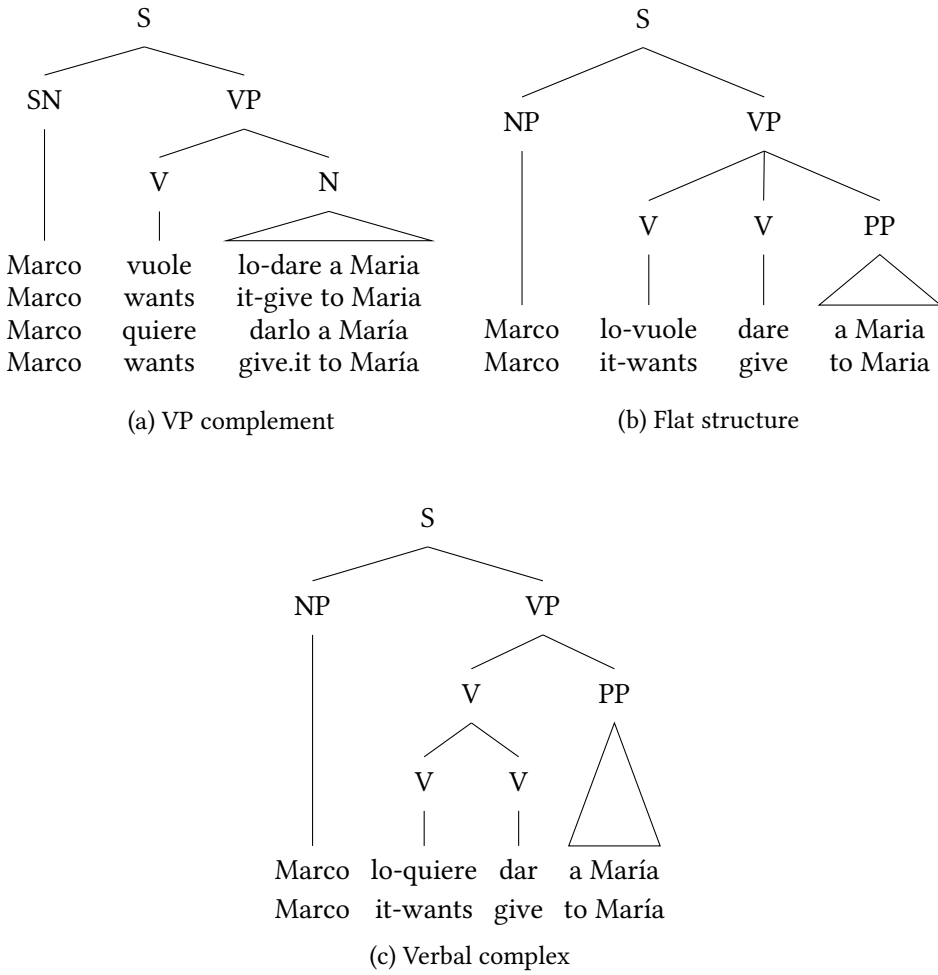 S
SN VP
V N
Marco vuole lo-dare a Maria
Marco wants it-give to Maria
Marco quiere darlo a María
Marco wants give.it to María
(a) VP complement
S
NP VP
V V PP
Marco lo-vuole dare a Maria
Marco it-wants give to Maria
(b) Flat structure
S
NP VP
V PP
V V
Marco lo-quiere dar a María
Marco it-wants give to María
(c) Verbal complex